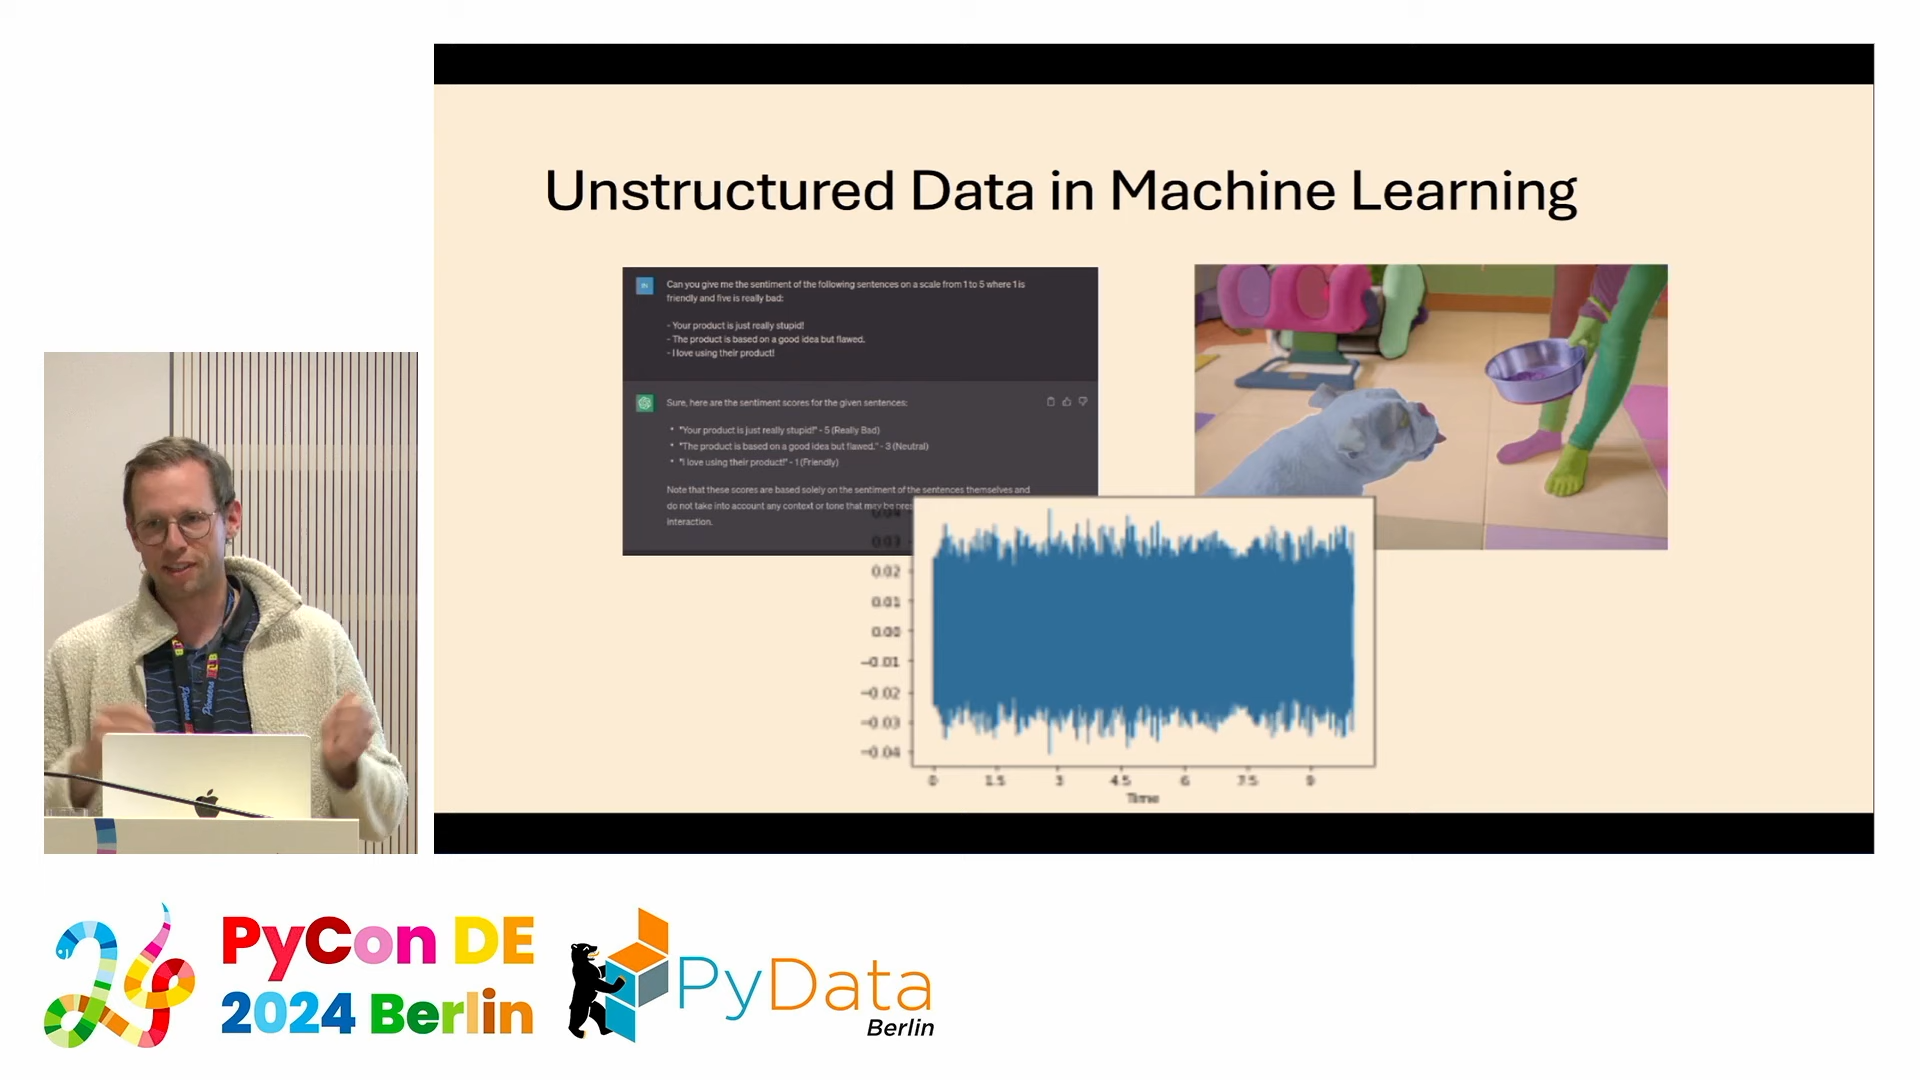 Unstructured Data in Machine Learning
Can you give me the sentiment of the following sentences on a scale from 1 to 5 where 1 is
friendly and five is really bad:
- Your product is just really stupid!
- The product is based on a good idea but flawed.
- I love using their product!
Sure, here are the sentiment scores for the given sentences:
• "Your product is just really stupid!" - 5 (Really Bad)
• "The product is based on a good idea but flawed." - 3 (Neutral)
• "I love using their product!" - 1 (Friendly)
Note that these scores are based solely on the sentiment of the sentences themselves and
do not take into account any context or tone that may be
interaction.
0.04
0.03
0.02
0.01
0.00
-0.01
-0.02
-0.03
-0.04
0 1.5 3 4.5 6 7.5 9
Time
Pioneers
PyCon DE
2024 Berlin
PyData
Berlin